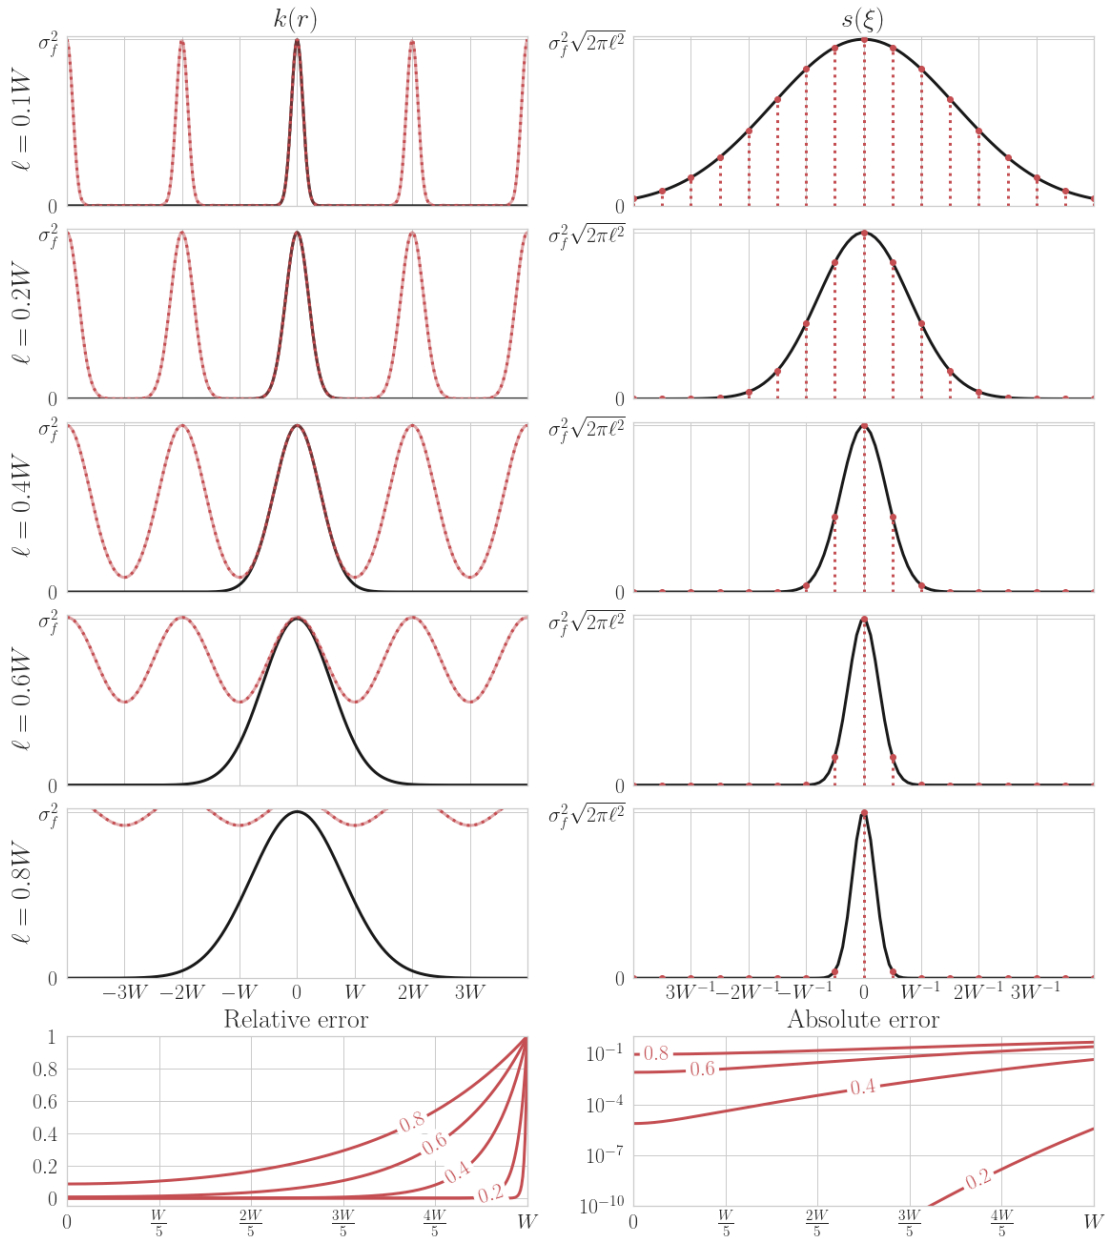 k(r)
s(ξ)
σ_f^2
0
ℓ = 0.1W
σ_f^2√(2πℓ^2)
0
σ_f^2
0
ℓ = 0.2W
σ_f^2√(2πℓ^2)
0
σ_f^2
0
ℓ = 0.4W
σ_f^2√(2πℓ^2)
0
σ_f^2
0
ℓ = 0.6W
σ_f^2√(2πℓ^2)
0
σ_f^2
0
ℓ = 0.8W
σ_f^2√(2πℓ^2)
0
−3W −2W −W 0 W 2W 3W
3W^−1 −2W^−1 −W^−1 0 W^−1 2W^−1 3W^−1
Relative error
1
0.8
0.6
0.4
0.2
0
0.8
0.6
0.4
0.2
0 W/5 2W/5 3W/5 4W/5 W
Absolute error
10^−1
10^−4
10^−7
10^−10
0.8
0.6
0.4
0.2
0 W/5 2W/5 3W/5 4W/5 W